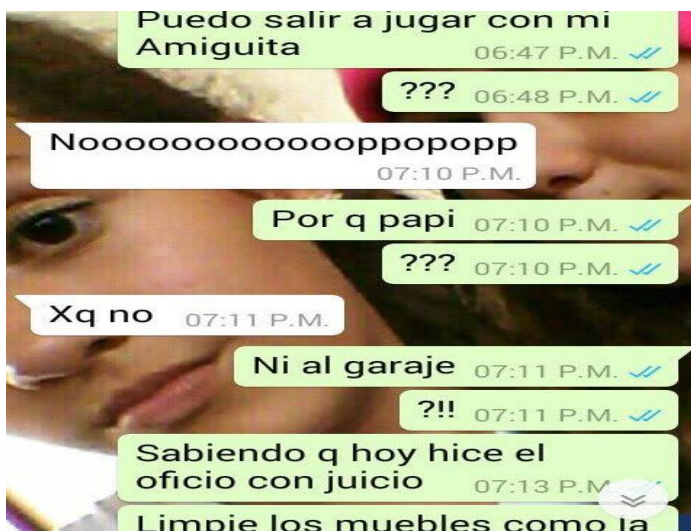 Puedo salir a jugar con mi
Amiguita 06:47 P.M.
??? 06:48 P.M.
Noooooooooooooppopopp
07:10 P.M.
Por q papi 07:10 P.M.
??? 07:10 P.M.
Xq no 07:11 P.M.
Ni al garaje 07:11 P.M.
?!! 07:11 P.M.
Sabiendo q hoy hice el
oficio con juicio 07:13 P.M
Limpie los muebles como la